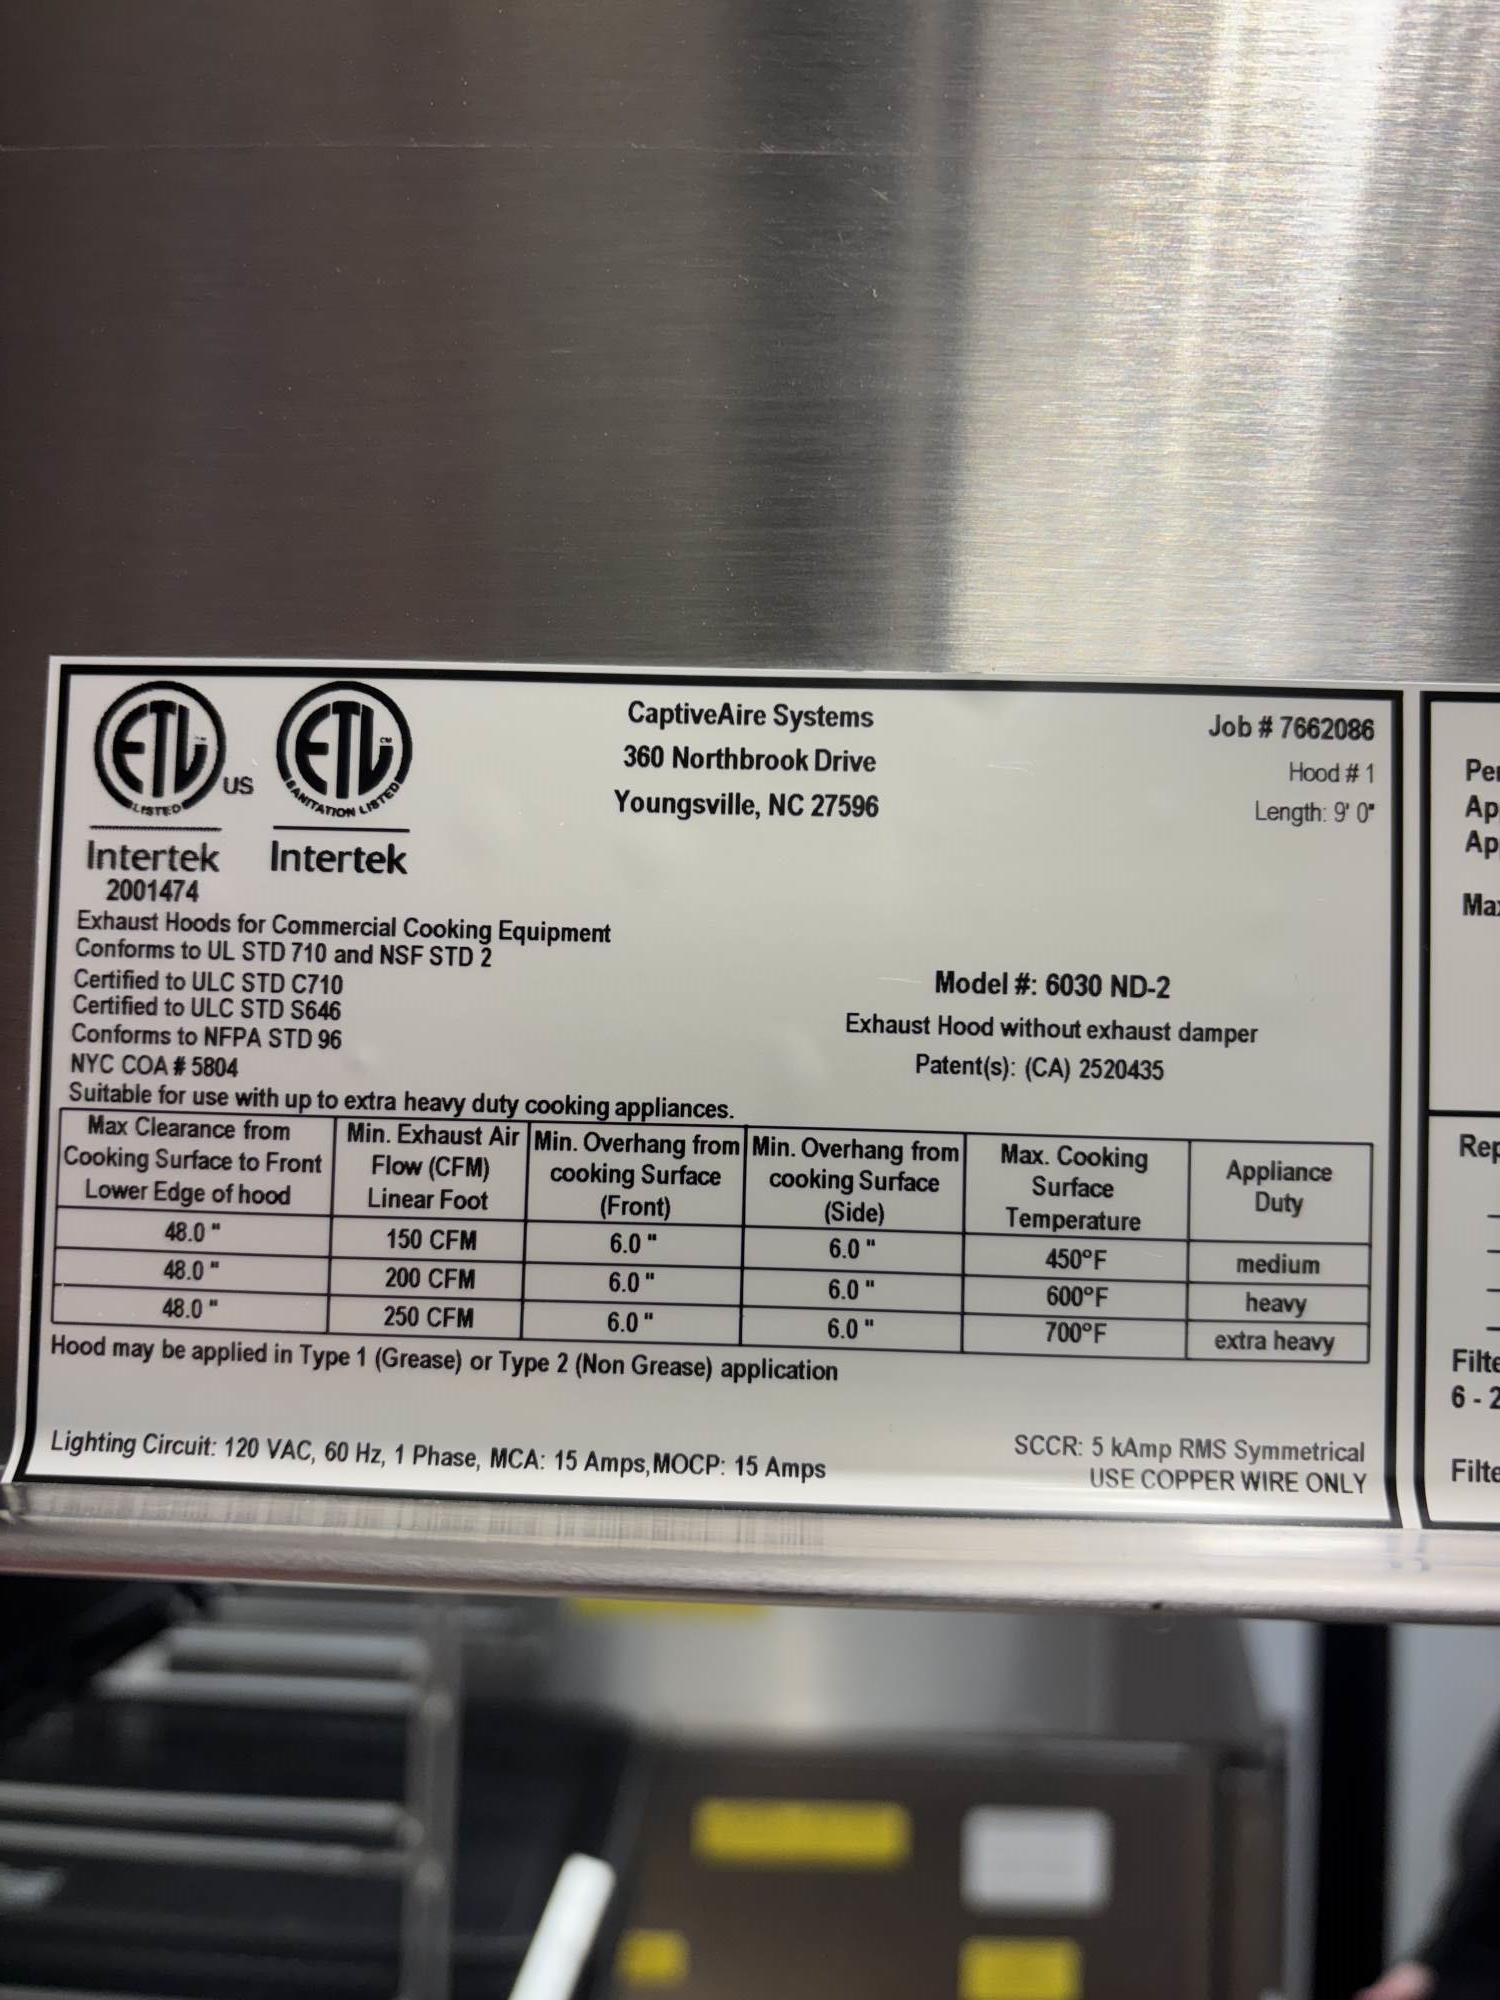 ETL
LISTED
US
Intertek
2001474
ETL
SANITATION LISTED
Intertek
CaptiveAire Systems
360 Northbrook Drive
Youngsville, NC 27596
Job # 7662086
Hood # 1
Length: 9' 0"
Exhaust Hoods for Commercial Cooking Equipment
Conforms to UL STD 710 and NSF STD 2
Certified to ULC STD C710
Certified to ULC STD S646
Conforms to NFPA STD 96
NYC COA # 5804
Model #: 6030 ND-2
Exhaust Hood without exhaust damper
Patent(s): (CA) 2520435
Suitable for use with up to extra heavy duty cooking appliances.
Max Clearance from
Cooking Surface to Front
Lower Edge of hood
Min. Exhaust Air
Flow (CFM)
Linear Foot
Min. Overhang from
cooking Surface
(Front)
Min. Overhang from
cooking Surface
(Side)
Max. Cooking
Surface
Temperature
Appliance
Duty
48.0 " 150 CFM 6.0 " 6.0 " 450°F medium
48.0 " 200 CFM 6.0 " 6.0 " 600°F heavy
48.0 " 250 CFM 6.0 " 6.0 " 700°F extra heavy
Hood may be applied in Type 1 (Grease) or Type 2 (Non Grease) application
Lighting Circuit: 120 VAC, 60 Hz, 1 Phase, MCA: 15 Amps, MOCP: 15 Amps
SCCR: 5 kAmp RMS Symmetrical
USE COPPER WIRE ONLY